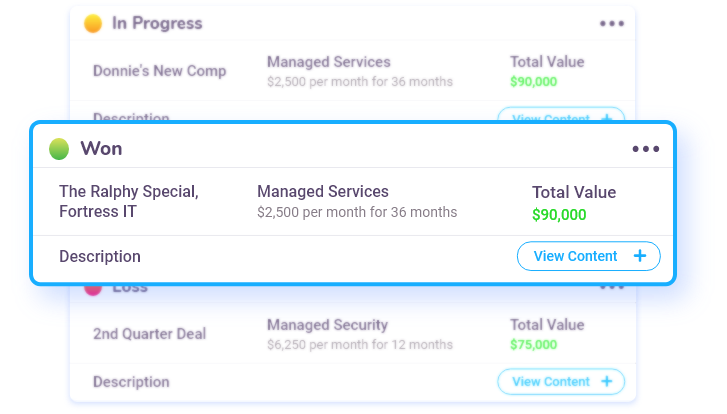 In Progress
Donnie's New Comp
Managed Services
$2,500 per month for 36 months
Total Value
$90,000
Description
View Content +
Won
The Ralphy Special,
Fortress IT
Managed Services
$2,500 per month for 36 months
Total Value
$90,000
Description
View Content +
Loss
2nd Quarter Deal
Managed Security
$6,250 per month for 12 months
Total Value
$75,000
Description
View Content +